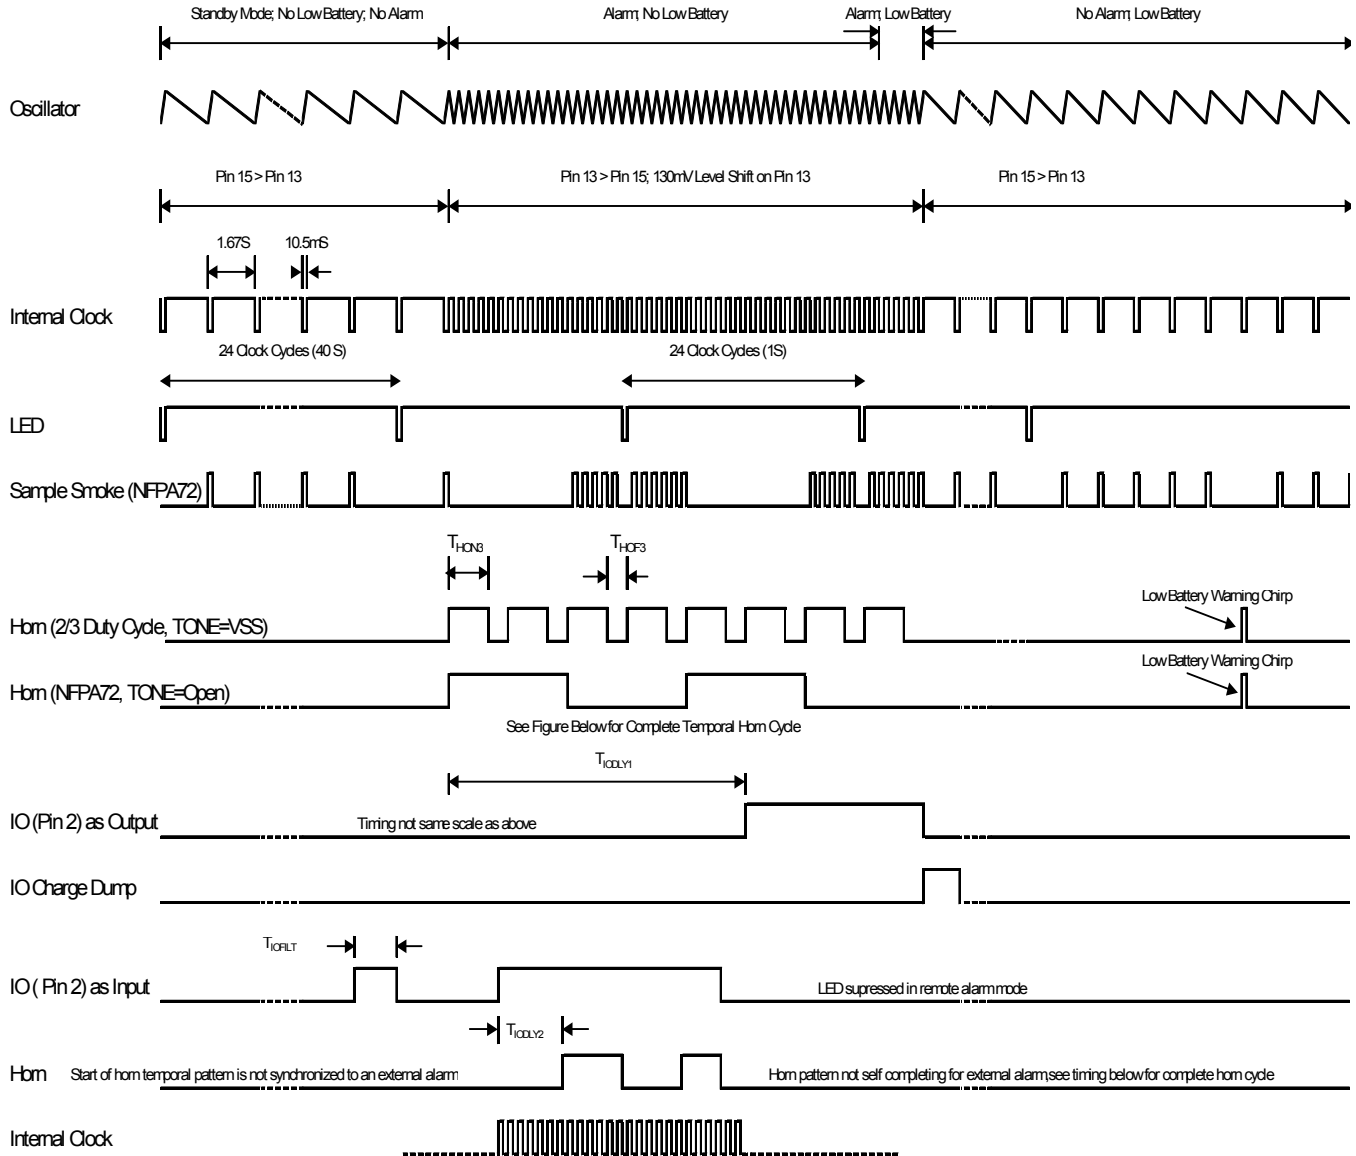 Standby Mode; No Low Battery; No Alarm
Alarm; No Low Battery
Alarm; Low Battery
No Alarm; Low Battery
Oscillator
Pin 15 > Pin 13
Pin 13 > Pin 15; 130mV Level Shift on Pin 13
Pin 15 > Pin 13
1.67S
10.5mS
Internal Clock
24 Clock Cycles (40 S)
24 Clock Cycles (1S)
LED
Sample Smoke (NFPA72)
THON3
THOF3
Low Battery Warning Chirp
Horn (2/3 Duty Cycle, TONE=VSS)
Low Battery Warning Chirp
Horn (NFPA72, TONE=Open)
See Figure Below for Complete Temporal Horn Cycle
TIODLY1
IO (Pin 2) as Output
Timing not same scale as above
IO Charge Dump
TIOFILT
IO ( Pin 2) as Input
LED supressed in remote alarm mode
TIODLY2
Horn
Start of horn temporal pattern is not synchronized to an external alarm
Horn pattern not self completing for external alarm,see timing below for complete horn cycle
Internal Clock